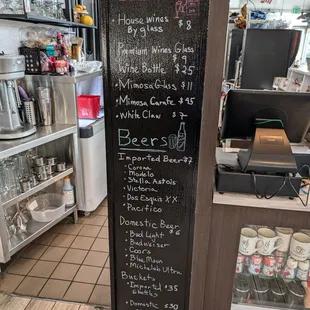 House wines $8
By glass
Premium Wines Glass
$9
Wine Bottle $25
Mimosa Glass $11
Mimosa Carafe $45
White Claw $7
Beers
Imported Beer $7
Corona
Modelo
Stella Astois
Victoria
Dos Equis XX
Pacifico
Domestic Beer
$6
Bud Light
Budweiser
Coors
Blue Moon
Michelob Ultra
Buckets
Imported $35
Domestic $30